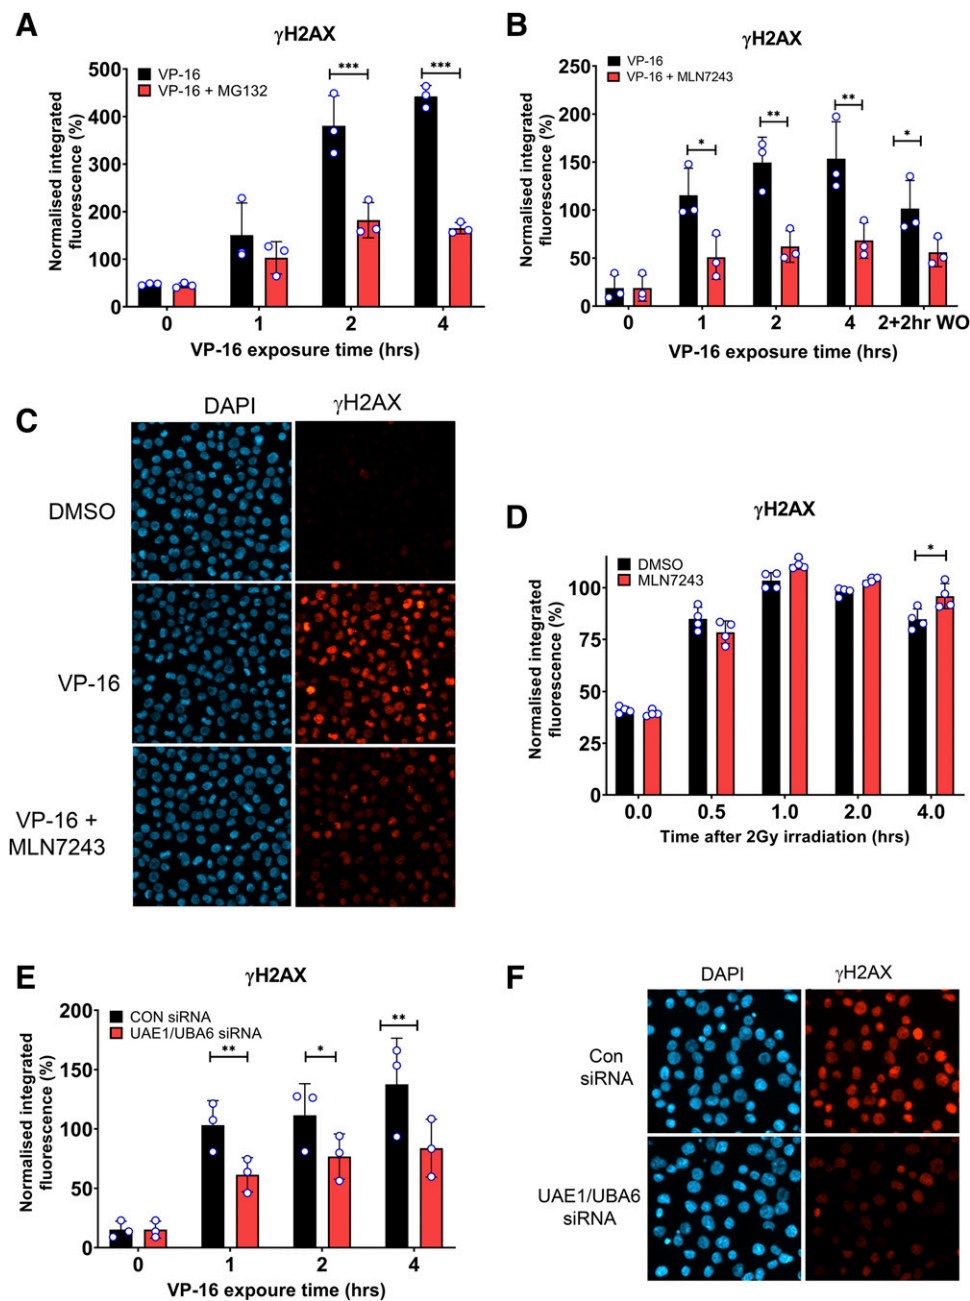 A
γH2AX
VP-16
VP-16 + MG132
Normalised integrated
fluorescence (%)
500
400
300
200
100
0
***
***
0 1 2 4
VP-16 exposure time (hrs)
B
γH2AX
VP-16
VP-16 + MLN7243
Normalised integrated
fluorescence (%)
250
200
150
100
50
0
*
**
**
*
0 1 2 4 2+2hr WO
VP-16 exposure time (hrs)
C
DAPI γH2AX
DMSO
VP-16
VP-16 +
MLN7243
D
γH2AX
DMSO
MLN7243
Normalised integrated
fluorescence (%)
100
75
50
25
0
*
0.0 0.5 1.0 2.0 4.0
Time after 2Gy irradiation (hrs)
E
γH2AX
CON siRNA
UAE1/UBA6 siRNA
Normalised integrated
fluorescence (%)
200
150
100
50
0
**
*
**
0 1 2 4
VP-16 expoure time (hrs)
F
DAPI γH2AX
Con
siRNA
UAE1/UBA6
siRNA